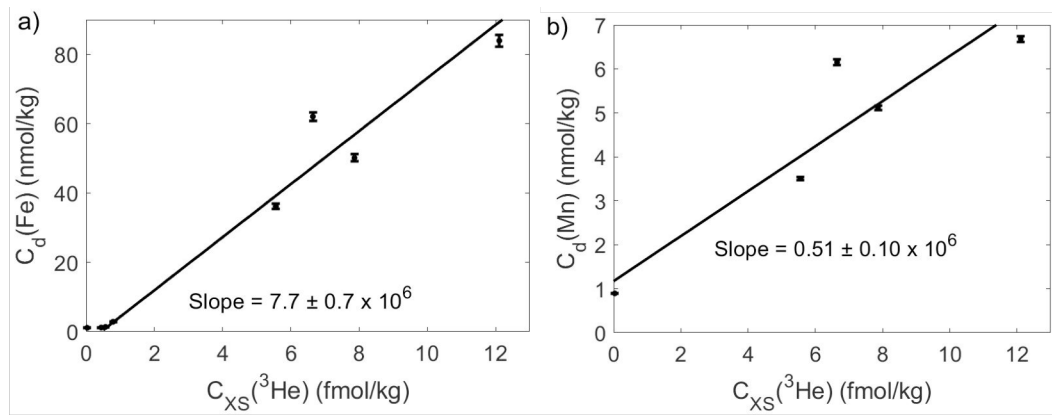 a)
C_d(Fe) (nmol/kg)
80
60
40
20
0
Slope = 7.7 ± 0.7 x 10^6
0 2 4 6 8 10 12
C_XS(^3He) (fmol/kg)
b)
C_d(Mn) (nmol/kg)
7
6
5
4
3
2
1
0
Slope = 0.51 ± 0.10 x 10^6
0 2 4 6 8 10 12
C_XS(^3He) (fmol/kg)